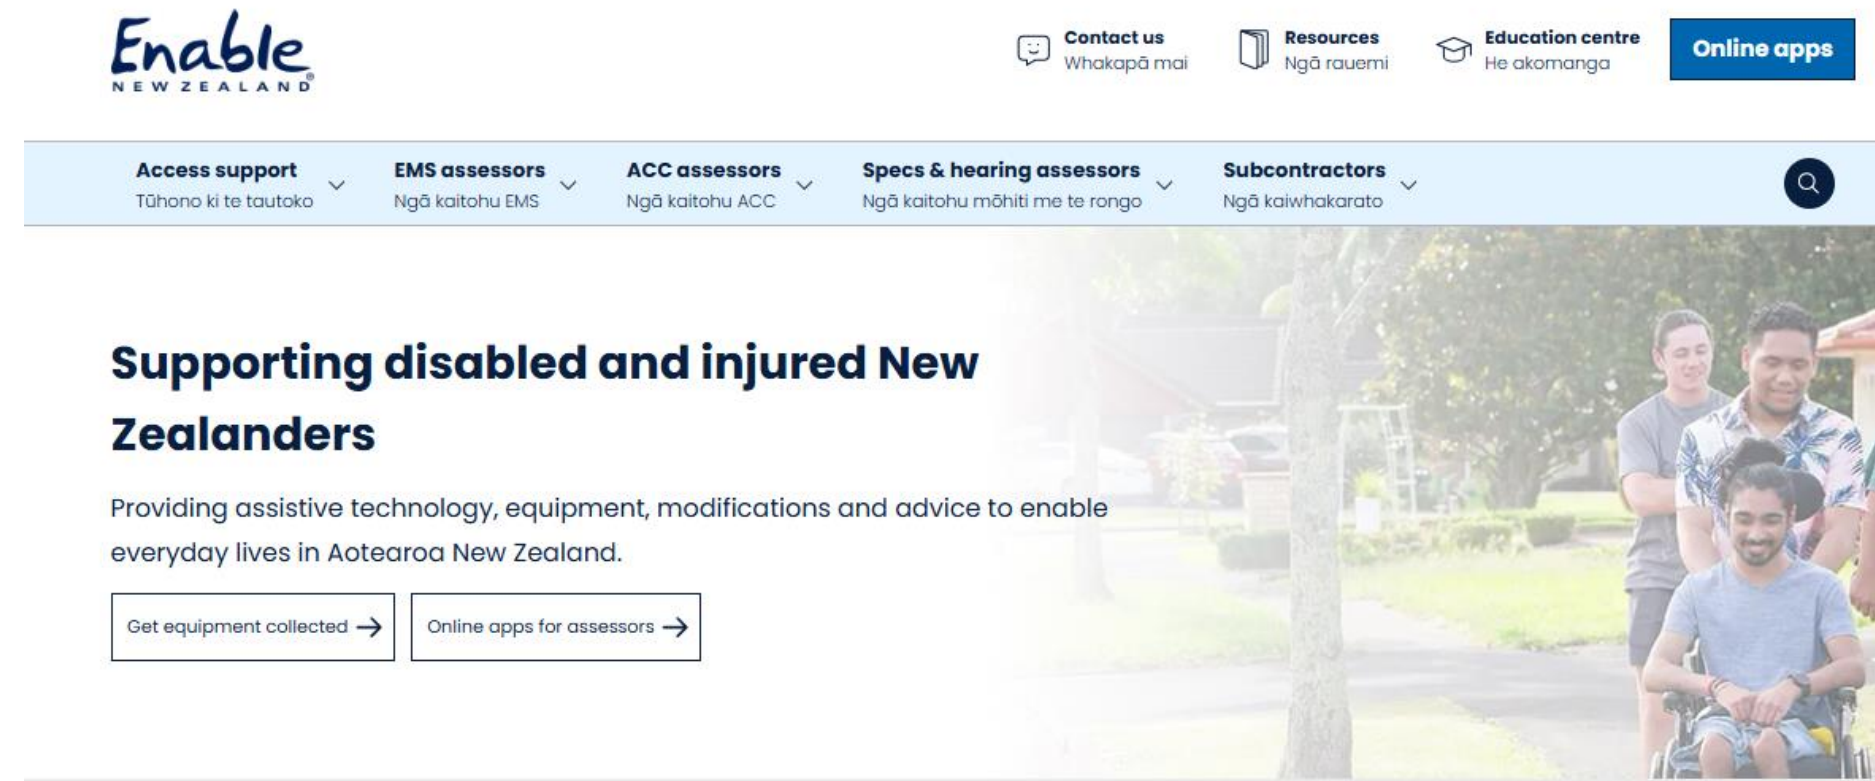 Enable
NEW ZEALAND®
Contact us
Whakapā mai
Resources
Ngā rauemi
Education centre
He akomanga
Online apps
Access support
Tūhono ki te tautoko
EMS assessors
Ngā kaitohu EMS
ACC assessors
Ngā kaitohu ACC
Specs & hearing assessors
Ngā kaitohu mōhiti me te rongo
Subcontractors
Ngā kaiwhakarato
Supporting disabled and injured New
Zealanders
Providing assistive technology, equipment, modifications and advice to enable
everyday lives in Aotearoa New Zealand.
Get equipment collected →
Online apps for assessors →